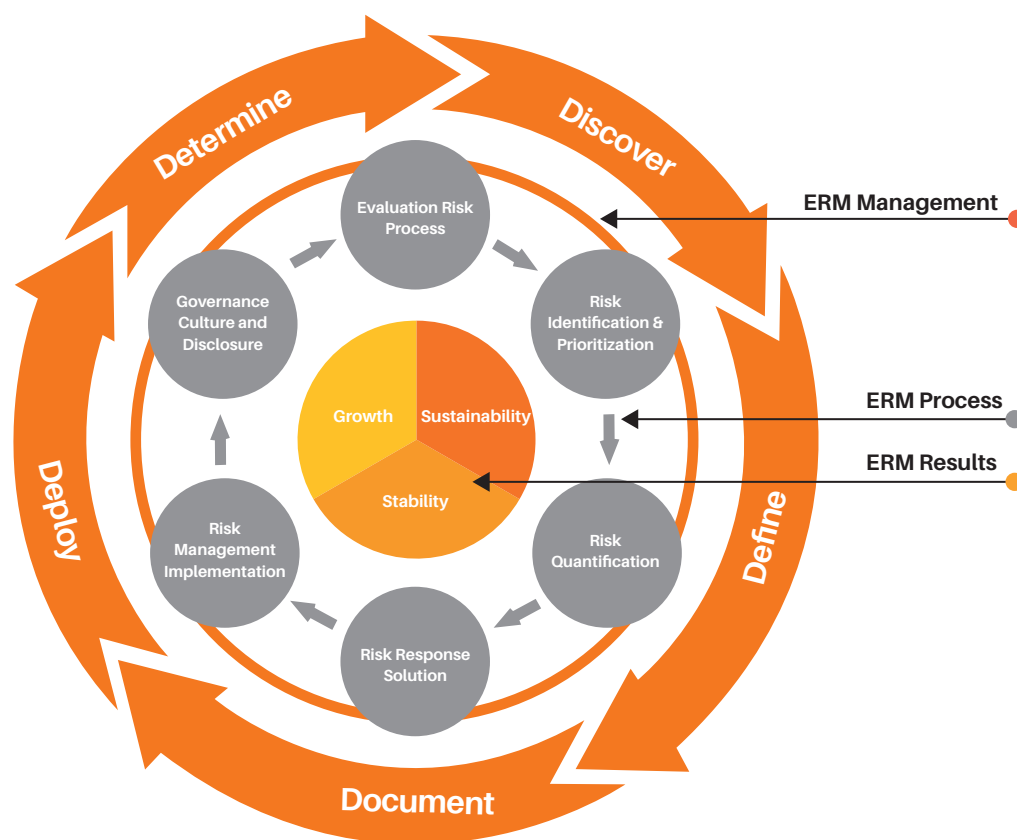 Determine
Discover
Define
Document
Deploy
Evaluation Risk
Process
Risk
Identification &
Prioritization
Risk
Quantification
Risk Response
Solution
Risk
Management
Implementation
Governance
Culture and
Disclosure
Growth
Sustainability
Stability
ERM Management
ERM Process
ERM Results